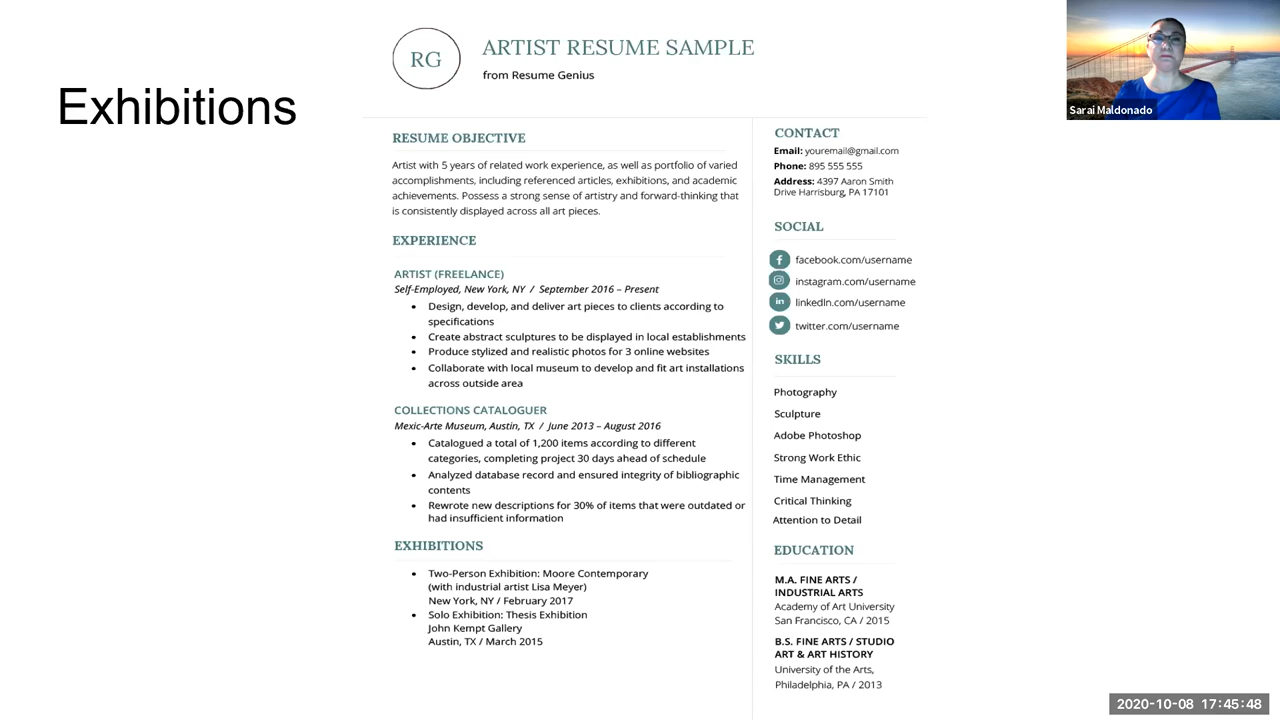 Exhibitions
RG
ARTIST RESUME SAMPLE
from Resume Genius
RESUME OBJECTIVE
Artist with 5 years of related work experience, as well as portfolio of varied
accomplishments, including referenced articles, exhibitions, and academic
achievements. Possess a strong sense of artistry and forward-thinking that
is consistently displayed across all art pieces.
EXPERIENCE
ARTIST (FREELANCE)
Self-Employed, New York, NY / September 2016 – Present
• Design, develop, and deliver art pieces to clients according to
specifications
• Create abstract sculptures to be displayed in local establishments
• Produce stylized and realistic photos for 3 online websites
• Collaborate with local museum to develop and fit art installations
across outside area
COLLECTIONS CATALOGUER
Mexic-Arte Museum, Austin, TX / June 2013 – August 2016
• Catalogued a total of 1,200 items according to different
categories, completing project 30 days ahead of schedule
• Analyzed database record and ensured integrity of bibliographic
contents
• Rewrote new descriptions for 30% of items that were outdated or
had insufficient information
EXHIBITIONS
• Two-Person Exhibition: Moore Contemporary
(with industrial artist Lisa Meyer)
New York, NY / February 2017
• Solo Exhibition: Thesis Exhibition
John Kempt Gallery
Austin, TX / March 2015
CONTACT
Email: youremail@gmail.com
Phone: 895 555 555
Address: 4397 Aaron Smith
Drive Harrisburg, PA 17101
SOCIAL
facebook.com/username
instagram.com/username
linkedln.com/username
twitter.com/username
SKILLS
Photography
Sculpture
Adobe Photoshop
Strong Work Ethic
Time Management
Critical Thinking
Attention to Detail
EDUCATION
M.A. FINE ARTS /
INDUSTRIAL ARTS
Academy of Art University
San Francisco, CA / 2015
B.S. FINE ARTS / STUDIO
ART & ART HISTORY
University of the Arts,
Philadelphia, PA / 2013
Sarai Maldonado
2020-10-08 17:45:48